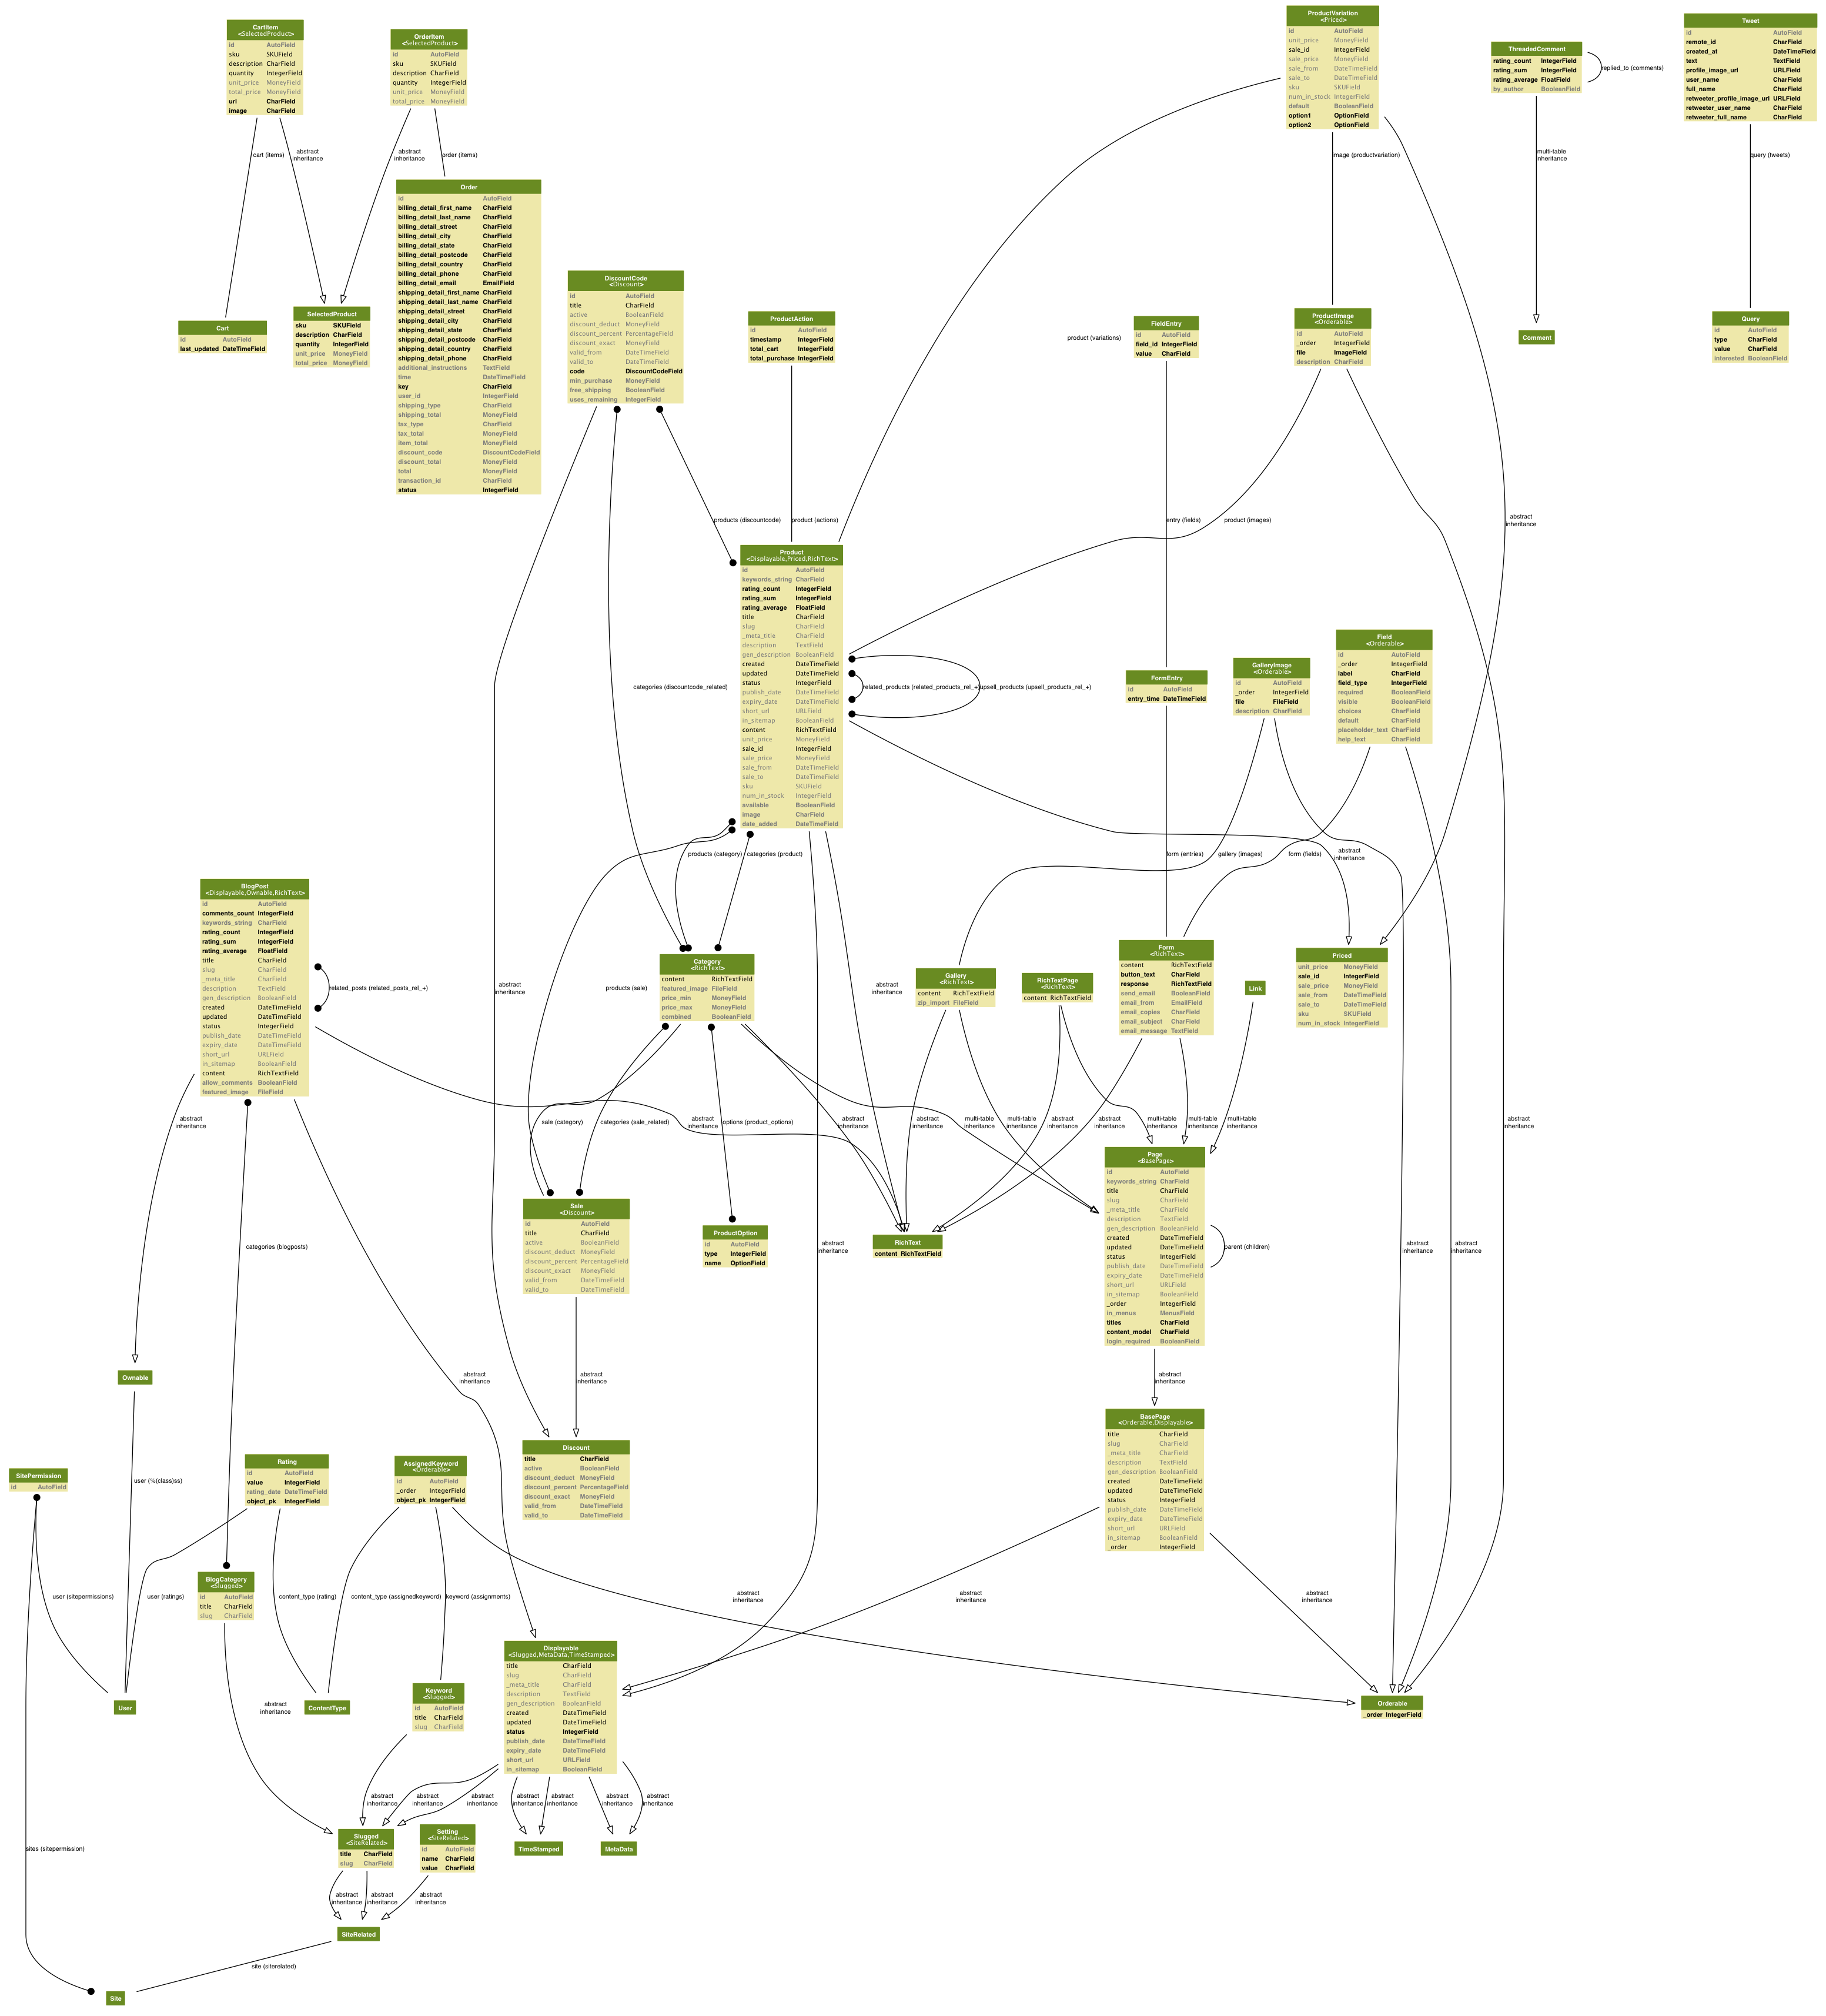 CartItem
<SelectedProduct>
id AutoField
sku SKUField
description CharField
quantity IntegerField
unit_price MoneyField
total_price MoneyField
url CharField
image CharField
OrderItem
<SelectedProduct>
id AutoField
sku SKUField
description CharField
quantity IntegerField
unit_price MoneyField
total_price MoneyField
ProductVariation
<Priced>
id AutoField
unit_price MoneyField
sale_id IntegerField
sale_price MoneyField
sale_from DateTimeField
sale_to DateTimeField
sku SKUField
num_in_stock IntegerField
default BooleanField
option1 OptionField
option2 OptionField
ThreadedComment
rating_count IntegerField
rating_sum IntegerField
rating_average FloatField
by_author BooleanField
replied_to (comments)
Tweet
id AutoField
remote_id CharField
created_at DateTimeField
text TextField
profile_image_url URLField
user_name CharField
full_name CharField
retweeter_profile_image_url URLField
retweeter_user_name CharField
retweeter_full_name CharField
cart (items)
abstract
inheritance
abstract
inheritance
order (items)
image (productvariation)
multi-table
inheritance
query (tweets)
Order
id AutoField
billing_detail_first_name CharField
billing_detail_last_name CharField
billing_detail_street CharField
billing_detail_city CharField
billing_detail_state CharField
billing_detail_postcode CharField
billing_detail_country CharField
billing_detail_phone CharField
billing_detail_email EmailField
shipping_detail_first_name CharField
shipping_detail_last_name CharField
shipping_detail_street CharField
shipping_detail_city CharField
shipping_detail_state CharField
shipping_detail_postcode CharField
shipping_detail_country CharField
shipping_detail_phone CharField
additional_instructions TextField
time DateTimeField
key CharField
user_id IntegerField
shipping_type CharField
shipping_total MoneyField
tax_type CharField
tax_total MoneyField
item_total MoneyField
discount_code DiscountCodeField
discount_total MoneyField
total MoneyField
transaction_id CharField
status IntegerField
Cart
id AutoField
last_updated DateTimeField
SelectedProduct
sku SKUField
description CharField
quantity IntegerField
unit_price MoneyField
total_price MoneyField
DiscountCode
<Discount>
id AutoField
title CharField
active BooleanField
discount_deduct MoneyField
discount_percent PercentageField
discount_exact MoneyField
valid_from DateTimeField
valid_to DateTimeField
code DiscountCodeField
min_purchase MoneyField
free_shipping BooleanField
uses_remaining IntegerField
ProductAction
id AutoField
timestamp IntegerField
total_cart IntegerField
total_purchase IntegerField
product (variations)
FieldEntry
id AutoField
field_id IntegerField
value CharField
ProductImage
<Orderable>
id AutoField
_order IntegerField
file ImageField
description CharField
Comment
Query
id AutoField
type CharField
value CharField
interested BooleanField
products (discountcode)
product (actions)
entry (fields)
product (images)
abstract
inheritance
Product
<Displayable,Priced,RichText>
id AutoField
keywords_string CharField
rating_count IntegerField
rating_sum IntegerField
rating_average FloatField
title CharField
slug CharField
_meta_title CharField
description TextField
gen_description BooleanField
created DateTimeField
updated DateTimeField
status IntegerField
publish_date DateTimeField
expiry_date DateTimeField
short_url URLField
in_sitemap BooleanField
content RichTextField
unit_price MoneyField
sale_id IntegerField
sale_price MoneyField
sale_from DateTimeField
sale_to DateTimeField
sku SKUField
num_in_stock IntegerField
available BooleanField
image CharField
date_added DateTimeField
categories (discountcode_related)
related_products (related_products_rel_+)
upsell_products (upsell_products_rel_+)
FormEntry
id AutoField
entry_time DateTimeField
GalleryImage
<Orderable>
id AutoField
_order IntegerField
file FileField
description CharField
Field
<Orderable>
id AutoField
_order IntegerField
label CharField
field_type IntegerField
required BooleanField
visible BooleanField
choices CharField
default CharField
placeholder_text CharField
help_text CharField
products (category)
categories (product)
form (entries)
gallery (images)
form (fields)
abstract
inheritance
BlogPost
<Displayable,Ownable,RichText>
id AutoField
comments_count IntegerField
keywords_string CharField
rating_count IntegerField
rating_sum IntegerField
rating_average FloatField
title CharField
slug CharField
_meta_title CharField
description TextField
gen_description BooleanField
created DateTimeField
updated DateTimeField
status IntegerField
publish_date DateTimeField
expiry_date DateTimeField
short_url URLField
in_sitemap BooleanField
content RichTextField
allow_comments BooleanField
featured_image FileField
related_posts (related_posts_rel_+)
abstract
inheritance
products (sale)
Category
<RichText>
content RichTextField
featured_image FileField
price_min MoneyField
price_max MoneyField
combined BooleanField
abstract
inheritance
Gallery
<RichText>
content RichTextField
zip_import FileField
RichTextPage
<RichText>
content RichTextField
Form
<RichText>
content RichTextField
button_text CharField
response RichTextField
send_email BooleanField
email_from EmailField
email_copies CharField
email_subject CharField
email_message TextField
Link
Priced
unit_price MoneyField
sale_id IntegerField
sale_price MoneyField
sale_from DateTimeField
sale_to DateTimeField
sku SKUField
num_in_stock IntegerField
abstract
inheritance
sale (category)
categories (sale_related)
abstract
inheritance
options (product_options)
abstract
inheritance
abstract
inheritance
multi-table
inheritance
multi-table
inheritance
abstract
inheritance
abstract
inheritance
multi-table
inheritance
multi-table
inheritance
multi-table
inheritance
abstract
inheritance
Page
<BasePage>
id AutoField
keywords_string CharField
title CharField
slug CharField
_meta_title CharField
description TextField
gen_description BooleanField
created DateTimeField
updated DateTimeField
status IntegerField
publish_date DateTimeField
expiry_date DateTimeField
short_url URLField
in_sitemap BooleanField
_order IntegerField
in_menus MenusField
titles CharField
content_model CharField
login_required BooleanField
parent (children)
categories (blogposts)
Sale
<Discount>
id AutoField
title CharField
active BooleanField
discount_deduct MoneyField
discount_percent PercentageField
discount_exact MoneyField
valid_from DateTimeField
valid_to DateTimeField
ProductOption
id AutoField
type IntegerField
name OptionField
abstract
inheritance
RichText
content RichTextField
abstract
inheritance
abstract
inheritance
Ownable
abstract
inheritance
abstract
inheritance
abstract
inheritance
BasePage
<Orderable,Displayable>
title CharField
slug CharField
_meta_title CharField
description TextField
gen_description BooleanField
created DateTimeField
updated DateTimeField
status IntegerField
publish_date DateTimeField
expiry_date DateTimeField
short_url URLField
in_sitemap BooleanField
_order IntegerField
SitePermission
id AutoField
user (%(class)ss)
Rating
id AutoField
value IntegerField
rating_date DateTimeField
object_pk IntegerField
AssignedKeyword
<Orderable>
id AutoField
_order IntegerField
object_pk IntegerField
Discount
title CharField
active BooleanField
discount_deduct MoneyField
discount_percent PercentageField
discount_exact MoneyField
valid_from DateTimeField
valid_to DateTimeField
user (sitepermissions)
user (ratings)
BlogCategory
<Slugged>
id AutoField
title CharField
slug CharField
content_type (rating)
content_type (assignedkeyword)
keyword (assignments)
abstract
inheritance
abstract
inheritance
abstract
inheritance
User
abstract
inheritance
ContentType
Keyword
<Slugged>
id AutoField
title CharField
slug CharField
Displayable
<Slugged,MetaData,TimeStamped>
title CharField
slug CharField
_meta_title CharField
description TextField
gen_description BooleanField
created DateTimeField
updated DateTimeField
status IntegerField
publish_date DateTimeField
expiry_date DateTimeField
short_url URLField
in_sitemap BooleanField
Orderable
_order IntegerField
abstract
inheritance
abstract
inheritance
abstract
inheritance
abstract
inheritance
abstract
inheritance
abstract
inheritance
abstract
inheritance
sites (sitepermission)
Slugged
<SiteRelated>
title CharField
slug CharField
Setting
<SiteRelated>
id AutoField
name CharField
value CharField
TimeStamped
MetaData
abstract
inheritance
abstract
inheritance
abstract
inheritance
SiteRelated
site (siterelated)
Site